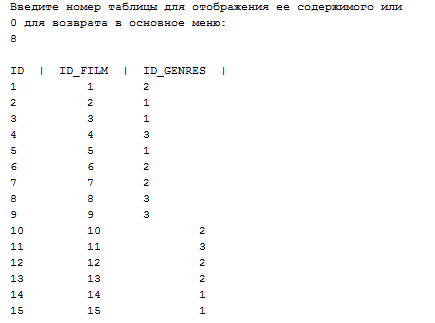 Введите номер таблицы для отображения ее содержимого или
0 для возврата в основное меню:
8
ID | ID_FILM | ID_GENRES |
1 1 2
2 2 1
3 3 1
4 4 3
5 5 1
6 6 2
7 7 2
8 8 3
9 9 3
10 10 2
11 11 3
12 12 2
13 13 2
14 14 1
15 15 1